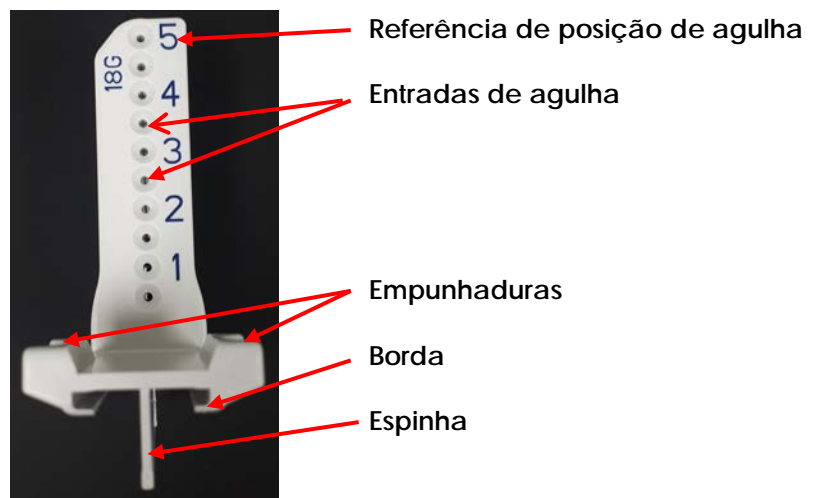 5
18G
4
3
2
1
Referência de posição de agulha
Entradas de agulha
Empunhaduras
Borda
Espinha